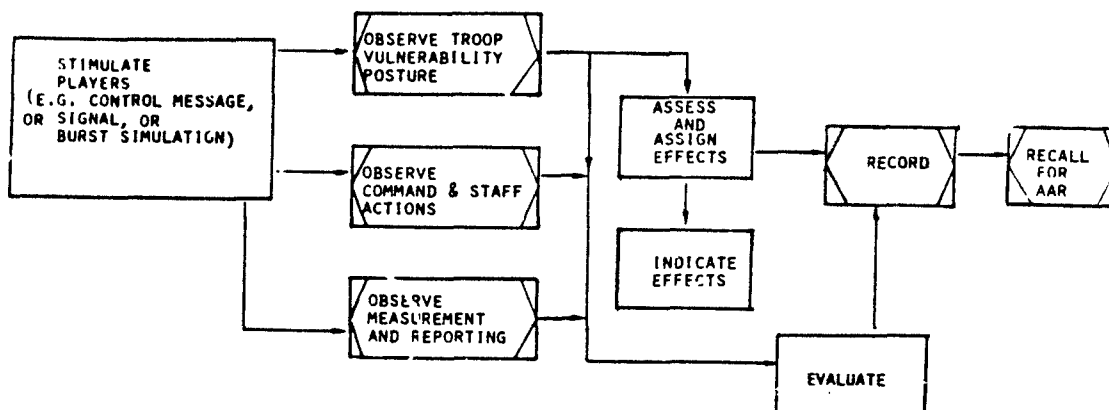 STIMULATE
PLAYERS
(E.G. CONTROL MESSAGE,
OR SIGNAL, OR
BURST SIMULATION)
OBSERVE TROOP
VULNERABILITY
POSTURE
OBSERVE
COMMAND & STAFF
ACTIONS
OBSERVE
MEASUREMENT
AND REPORTING
ASSESS
AND
ASSIGN
EFFECTS
INDICATE
EFFECTS
RECORD
RECALL
FOR
AAR
EVALUATE